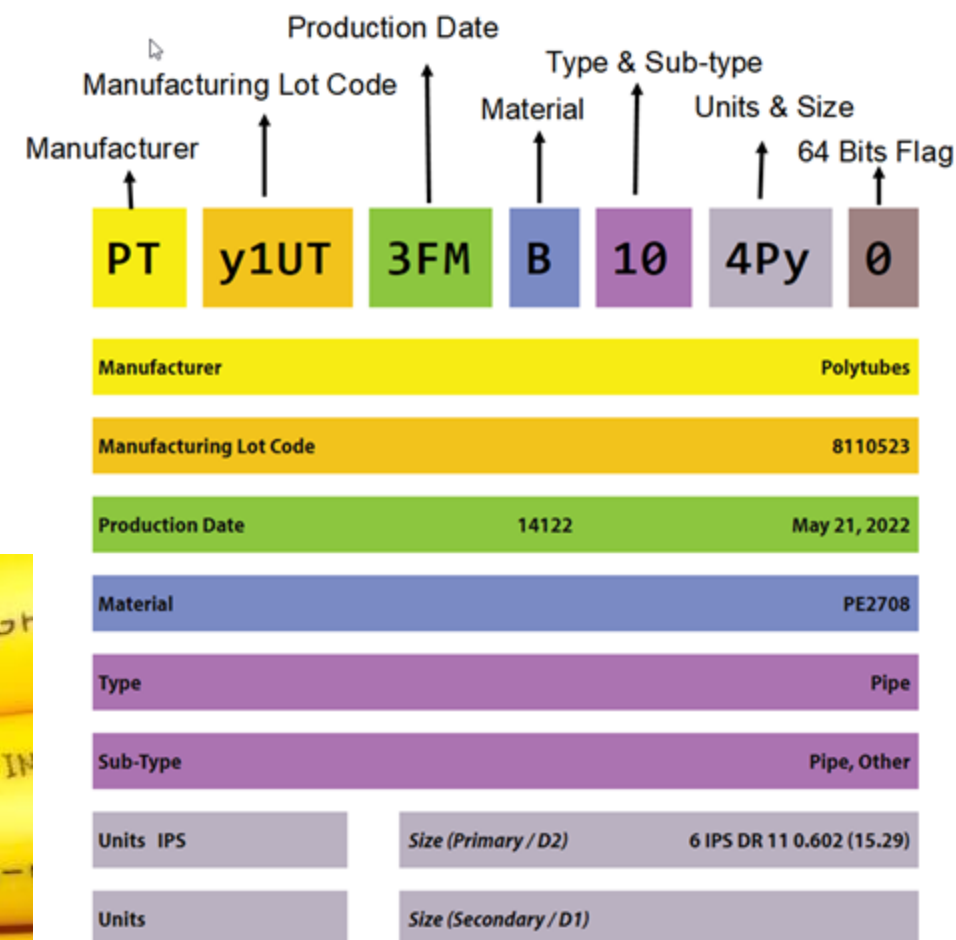 Production Date
Type & Sub-type
Manufacturing Lot Code
Material
Units & Size
Manufacturer
64 Bits Flag
PT y1UT 3FM B 10 4Py 0
Manufacturer Polytubes
Manufacturing Lot Code 8110523
Production Date 14122 May 21, 2022
Material PE2708
Type Pipe
Sub-Type Pipe, Other
IN
Units IPS Size (Primary / D2) 6 IPS DR 11 0.602 (15.29)
Units Size (Secondary / D1)